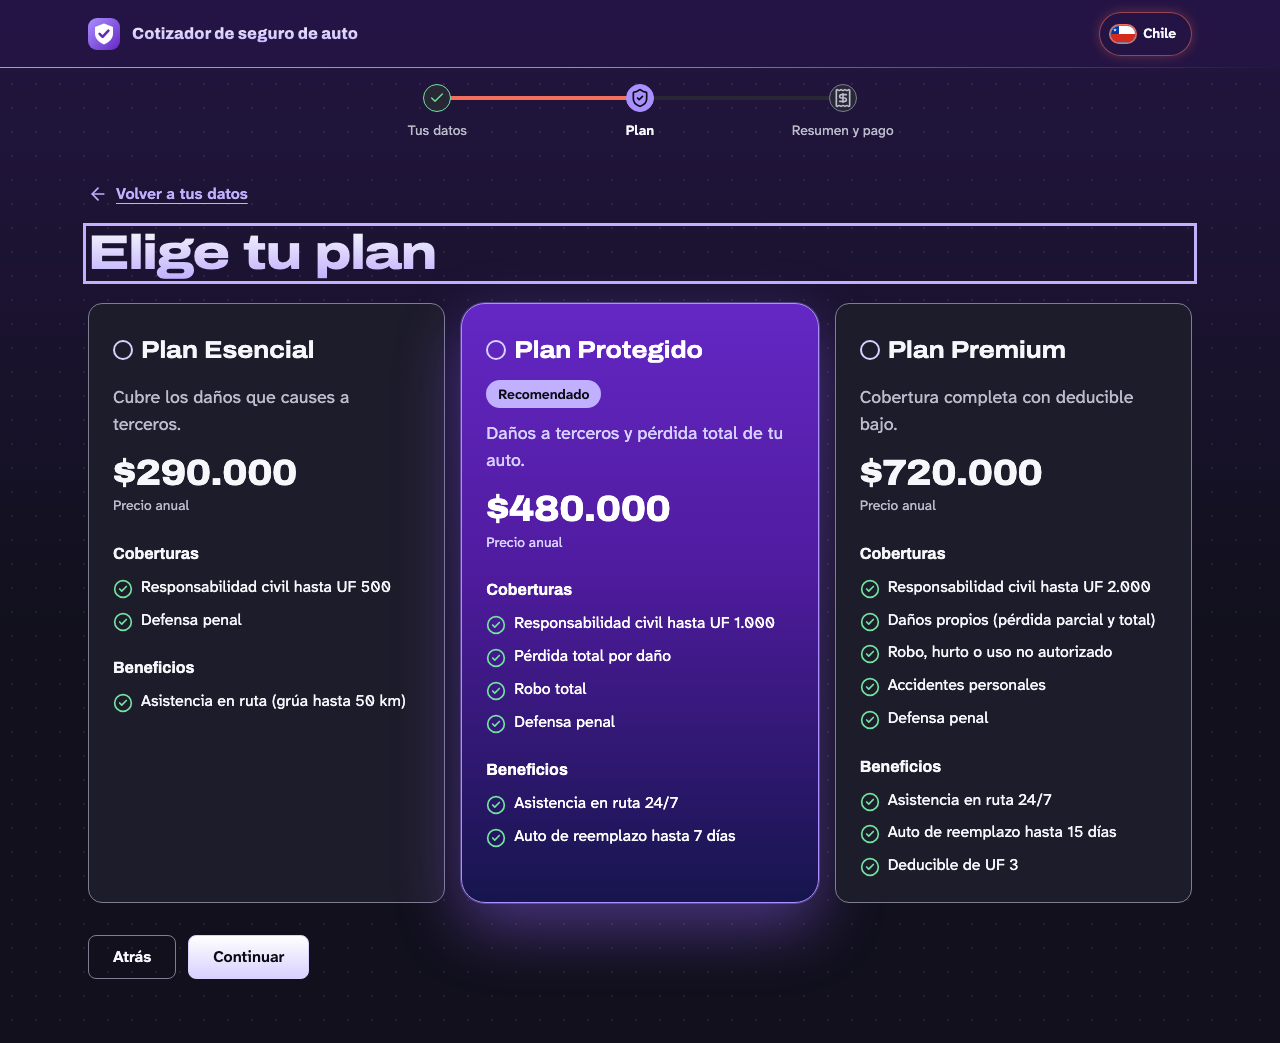 Cotizador de seguro de auto
Chile
Tus datos
Plan
Resumen y pago
Volver a tus datos
Elige tu plan
Plan Esencial
Cubre los daños que causes a
terceros.
$290.000
Precio anual
Coberturas
Responsabilidad civil hasta UF 500
Defensa penal
Beneficios
Asistencia en ruta (grúa hasta 50 km)
Plan Protegido
Recomendado
Daños a terceros y pérdida total de tu
auto.
$480.000
Precio anual
Coberturas
Responsabilidad civil hasta UF 1.000
Pérdida total por daño
Robo total
Defensa penal
Beneficios
Asistencia en ruta 24/7
Auto de reemplazo hasta 7 días
Plan Premium
Cobertura completa con deducible
bajo.
$720.000
Precio anual
Coberturas
Responsabilidad civil hasta UF 2.000
Daños propios (pérdida parcial y total)
Robo, hurto o uso no autorizado
Accidentes personales
Defensa penal
Beneficios
Asistencia en ruta 24/7
Auto de reemplazo hasta 15 días
Deducible de UF 3
Atrás
Continuar